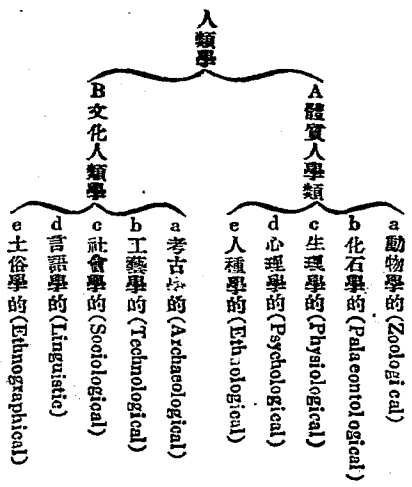 人類學
A體質人學類
a動物學的(Zoological)
b化石學的(Palaeontological)
c生理學的(Physiological)
d心理學的(Psychological)
e人種學的(Ethnological)
B文化人類學
a考古學的(Archaeological)
b工藝學的(Technological)
c社會學的(Sociological)
d言語學的(Linguistic)
e土俗學的(Ethnographical)